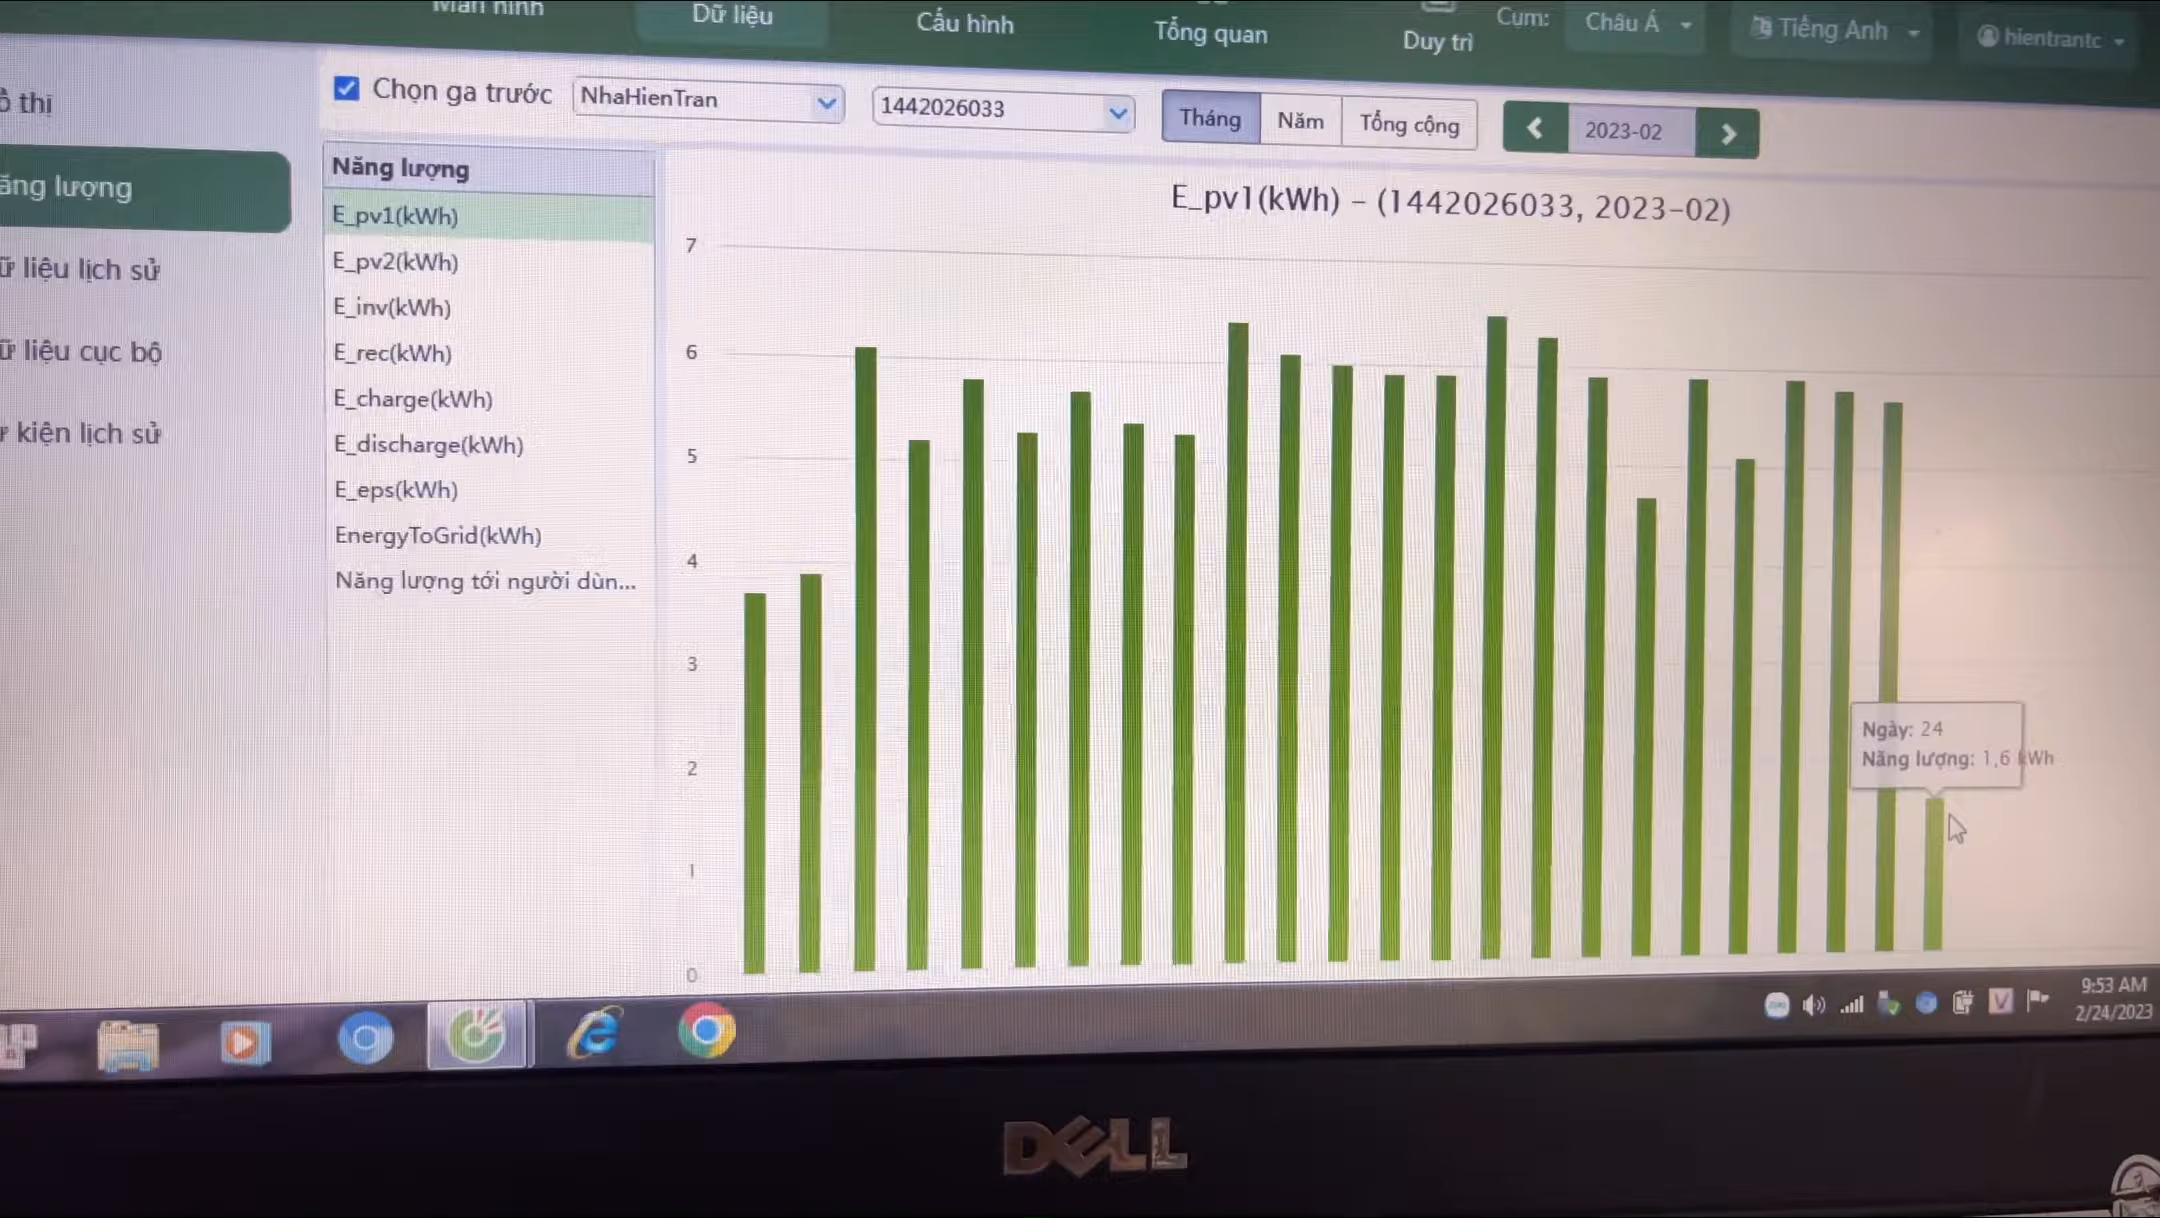 Màn hình
Dữ liệu
Cấu hình
Tổng quan
Duy trì
Cụm:
Châu Á
Tiếng Anh
hientrantc
Chọn ga trước
NhaHienTran
1442026033
Tháng
Năm
Tổng cộng
2023-02
ồ thị
ăng lượng
ữ liệu lịch sử
ữ liệu cục bộ
ự kiện lịch sử
Năng lượng
E_pv1(kWh)
E_pv2(kWh)
E_inv(kWh)
E_rec(kWh)
E_charge(kWh)
E_discharge(kWh)
E_eps(kWh)
EnergyToGrid(kWh)
Năng lượng tới người dùn...
E_pv1(kWh) - (1442026033, 2023-02)
7
6
5
4
3
2
1
0
Ngày: 24
Năng lượng: 1,6 kWh
9:53 AM
2/24/2023
V
DELL